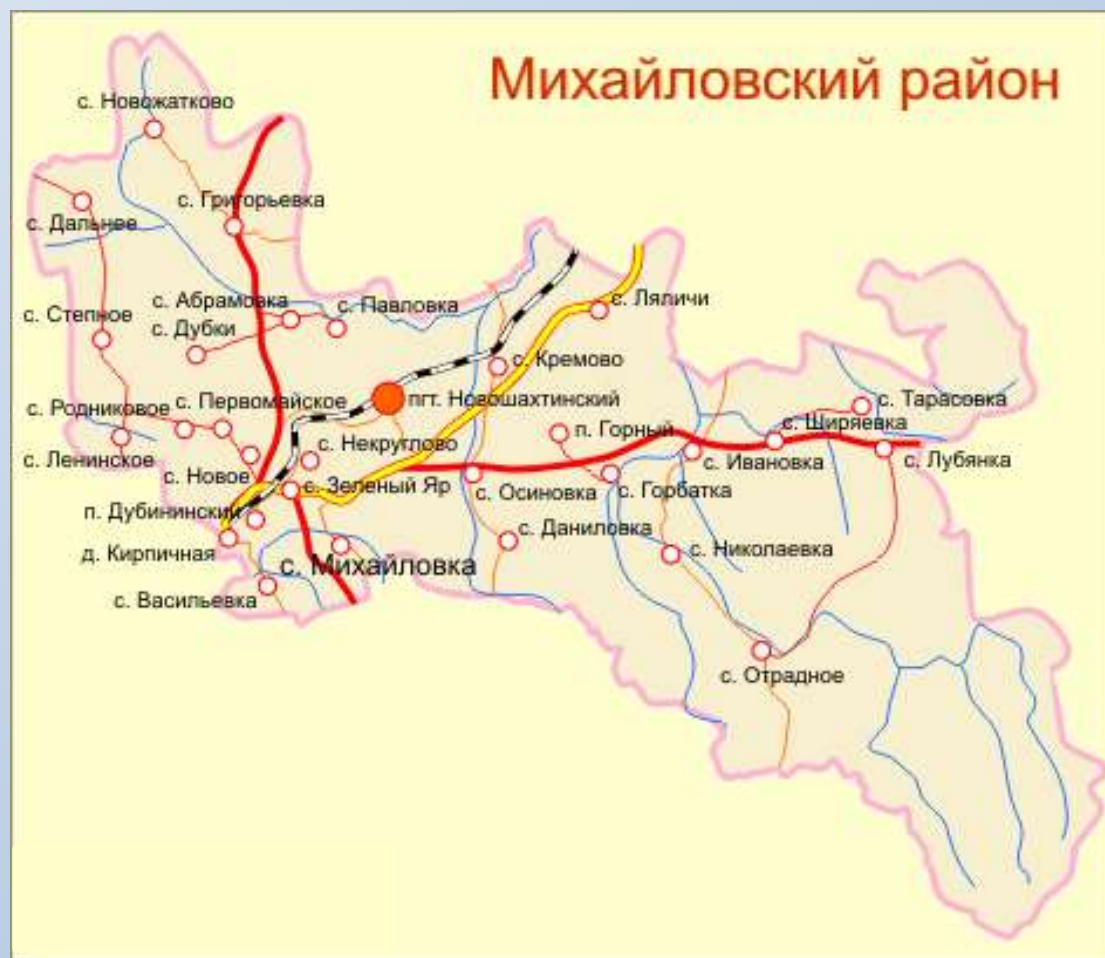 Михайловский район
с. Новожатково
с. Григорьевка
с. Дальнее
с. Абрамовка
с. Павловка
с. Ляличи
с. Степное
с. Дубки
с. Кремово
пгт. Новошахтинский
с. Тарасовка
с. Родниковое
с. Первомайское
с. Ширяевка
п. Горный
с. Некруглово
с. Ленинское
с. Ивановка
с. Лубянка
с. Новое
с. Зеленый Яр
с. Осиновка
с. Горбатка
п. Дубининский
с. Даниловка
с. Николаевка
д. Кирпичная
с. Михайловка
с. Васильевка
с. Отрадное